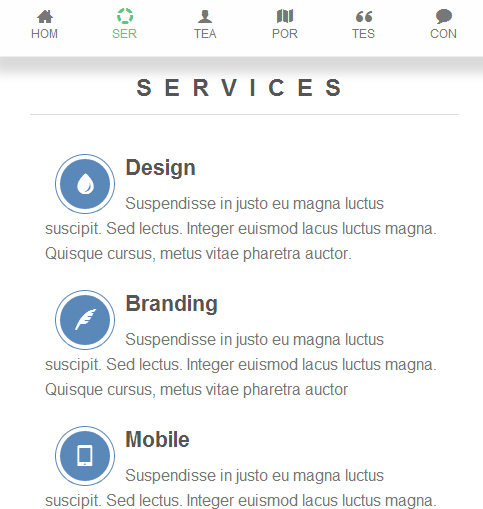 HOM SER TEA POR TES CON
SERVICES
Design
Suspendisse in justo eu magna luctus
suscipit. Sed lectus. Integer euismod lacus luctus magna.
Quisque cursus, metus vitae pharetra auctor.
Branding
Suspendisse in justo eu magna luctus
suscipit. Sed lectus. Integer euismod lacus luctus magna.
Quisque cursus, metus vitae pharetra auctor
Mobile
Suspendisse in justo eu magna luctus
suscipit. Sed lectus. Integer euismod lacus luctus magna.